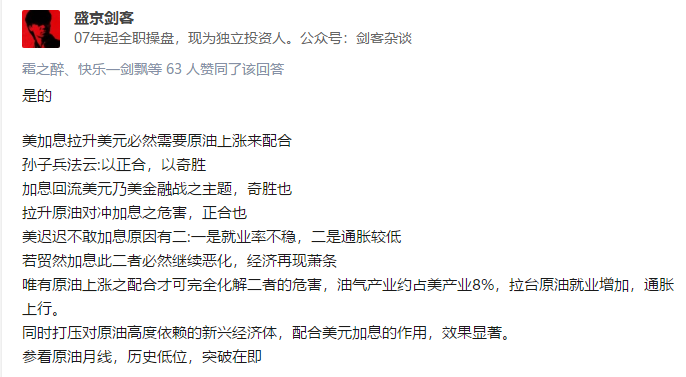 盛京剑客
07年起全职操盘，现为独立投资人。公众号：剑客杂谈
霜之醉、快乐一剑飘等 63 人赞同了该回答
是的
美加息拉升美元必然需要原油上涨来配合
孙子兵法云:以正合，以奇胜
加息回流美元乃美金融战之主题，奇胜也
拉升原油对冲加息之危害，正合也
美迟迟不敢加息原因有二:一是就业率不稳，二是通胀较低
若贸然加息此二者必然继续恶化，经济再现萧条
唯有原油上涨之配合才可完全化解二者的危害，油气产业约占美产业8%，拉台原油就业增加，通胀
上行。
同时打压对原油高度依赖的新兴经济体，配合美元加息的作用，效果显著。
参看原油月线，历史低位，突破在即